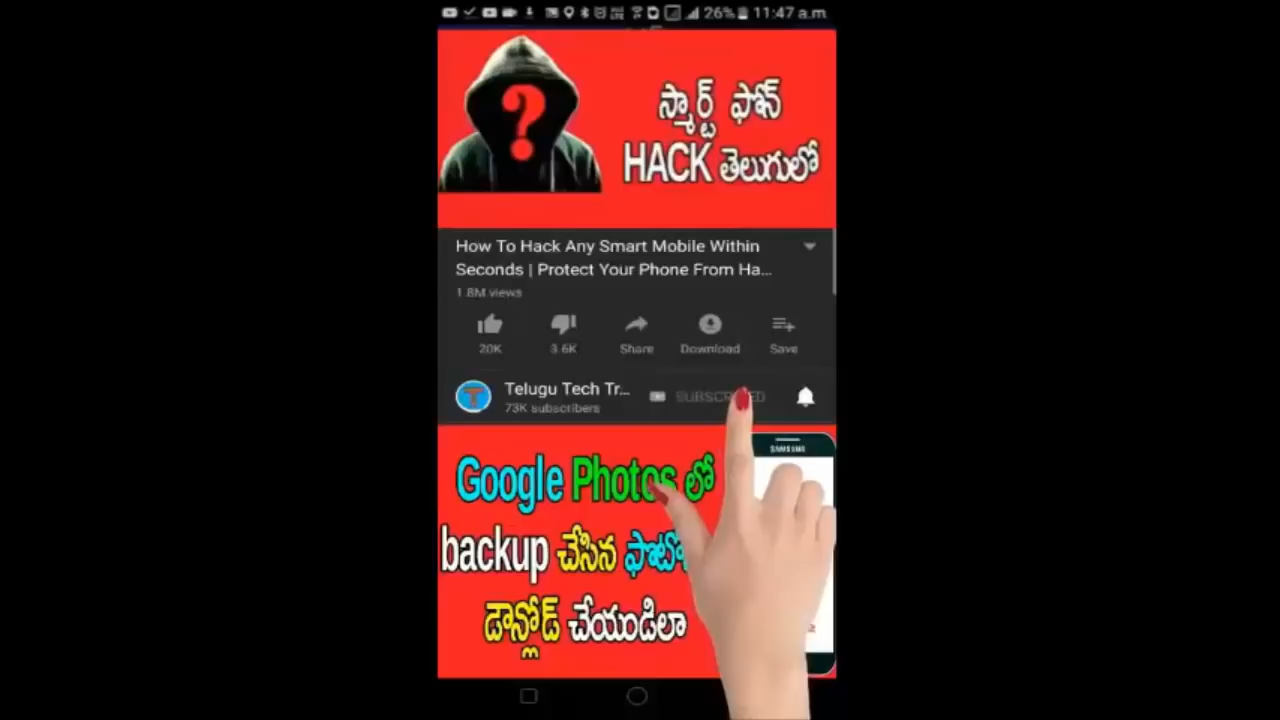 26% 11:47 a.m.
స్మార్ట్ ఫోన్
HACK తెలుగులో
How To Hack Any Smart Mobile Within
Seconds | Protect Your Phone From Ha...
1.8M views
20K 3.6K Share Download Save
Telugu Tech Tr...
73K subscribers
SAMSUNG
Google Photos లో
backup చేసిన
డౌన్లోడ్ చేయండిలా